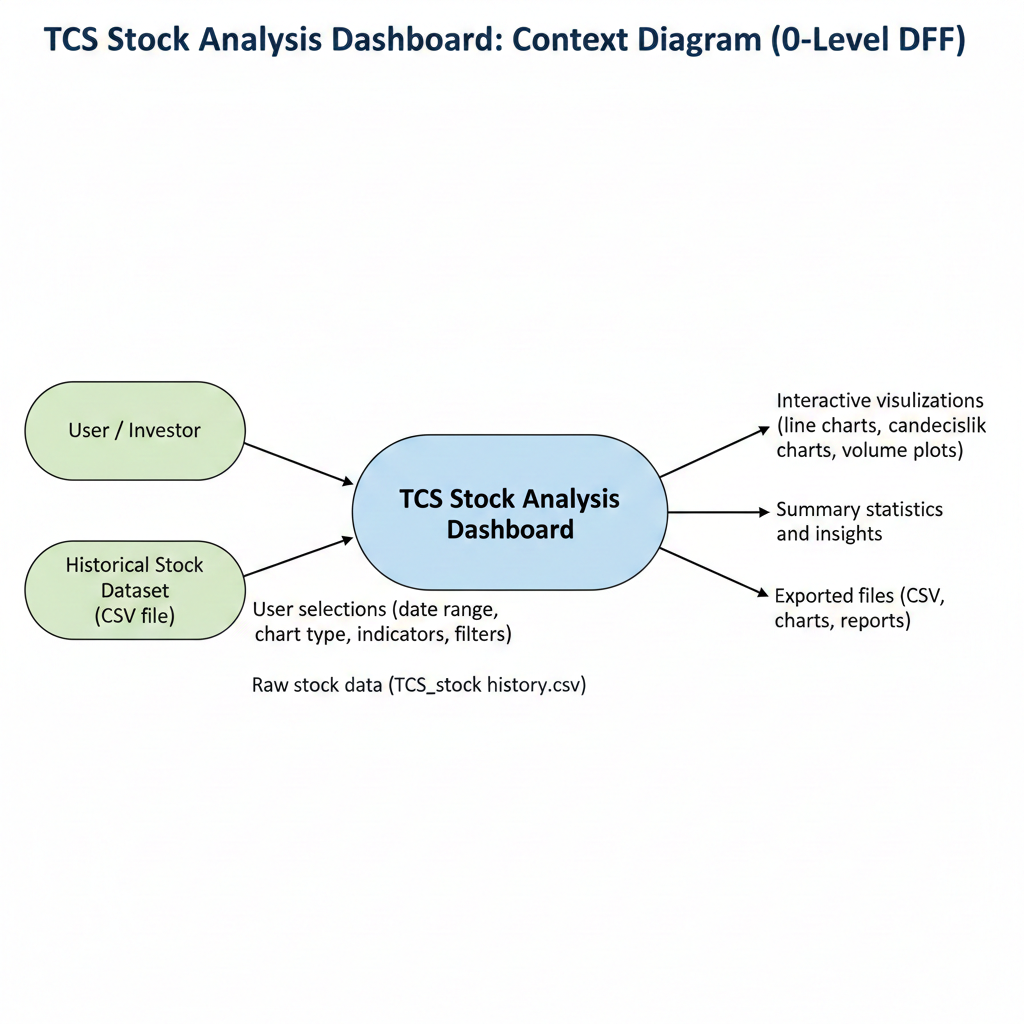 TCS Stock Analysis Dashboard: Context Diagram (0-Level DFF)
User / Investor
Historical Stock
Dataset
(CSV file)
User selections (date range,
chart type, indicators, filters)
Raw stock data (TCS_stock history.csv)
TCS Stock Analysis
Dashboard
Interactive visulizations
(line charts, candecislik
charts, volume plots)
Summary statistics
and insights
Exported files (CSV,
charts, reports)